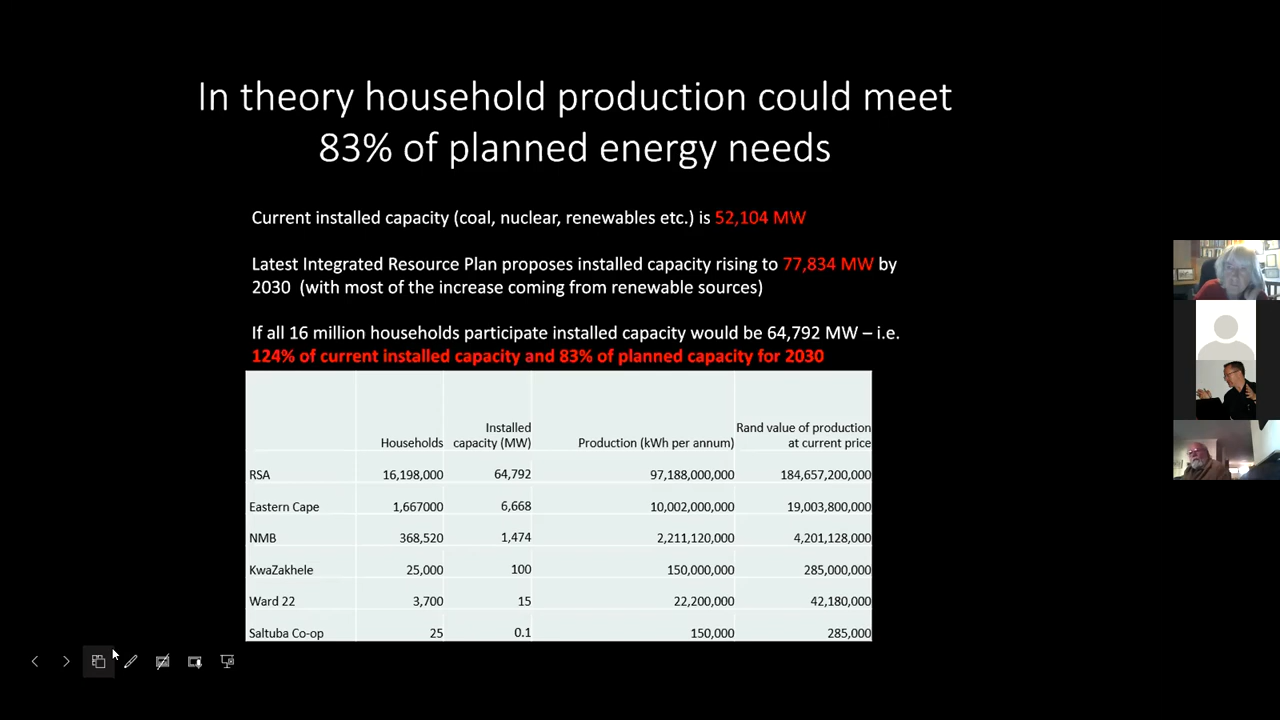 In theory household production could meet
83% of planned energy needs
Current installed capacity (coal, nuclear, renewables etc.) is 52,104 MW
Latest Integrated Resource Plan proposes installed capacity rising to 77,834 MW by
2030 (with most of the increase coming from renewable sources)
If all 16 million households participate installed capacity would be 64,792 MW – i.e.
124% of current installed capacity and 83% of planned capacity for 2030
Households Installed capacity (MW) Production (kWh per annum) Rand value of production at current price
RSA 16,198,000 64,792 97,188,000,000 184,657,200,000
Eastern Cape 1,667000 6,668 10,002,000,000 19,003,800,000
NMB 368,520 1,474 2,211,120,000 4,201,128,000
KwaZakhele 25,000 100 150,000,000 285,000,000
Ward 22 3,700 15 22,200,000 42,180,000
Saltuba Co-op 25 0.1 150,000 285,000